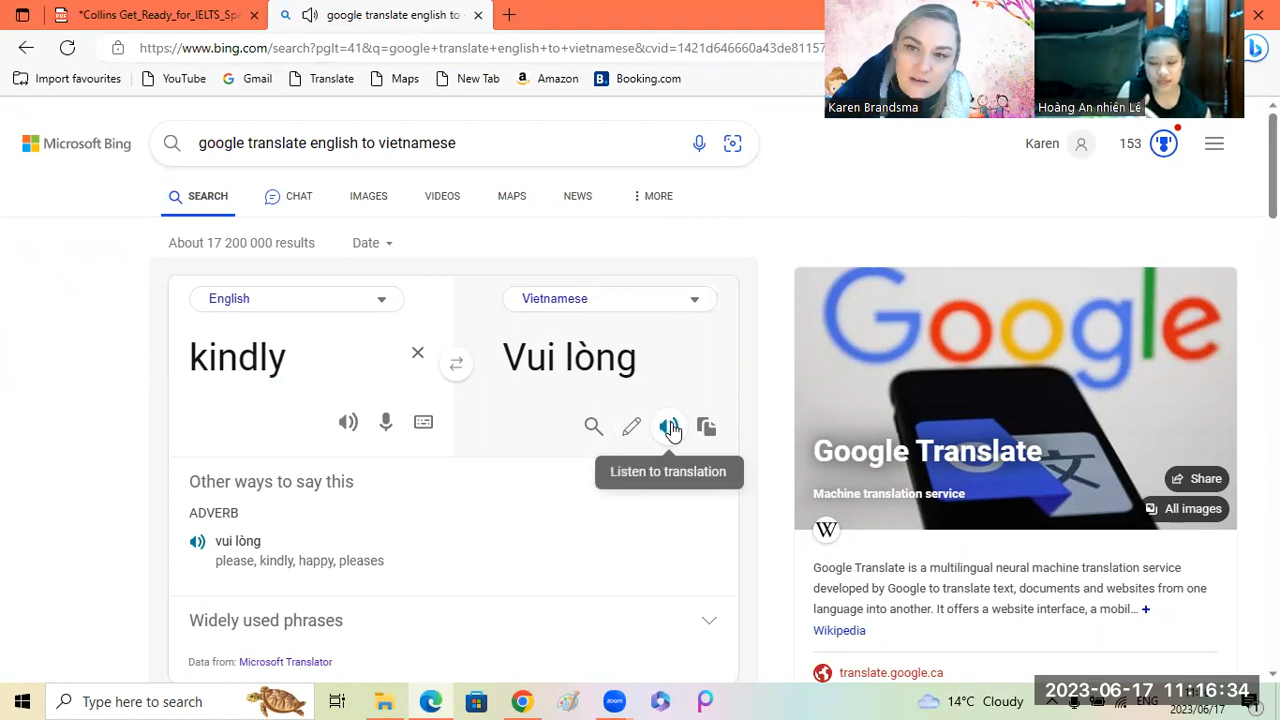 "Collins Get_Ready_for_IELTS_Sp
google translate english to
https://www.bing.com/search?pglt=41&q=google+translate+english+to+vietnamese&cvid=1421d646660a43de81157
Import favourites YouTube Gmail Translate Maps New Tab Amazon Booking.com
Karen Brandsma
Hoàng An nhiên Lê
Microsoft Bing
google translate english to vietnamese
Karen 153
SEARCH CHAT IMAGES VIDEOS MAPS NEWS MORE
About 17 200 000 results Date
English
Vietnamese
kindly
Vui lòng
Listen to translation
Other ways to say this
ADVERB
vui lòng
please, kindly, happy, pleases
Widely used phrases
Data from: Microsoft Translator
Google
Google Translate
Machine translation service
Share
All images
W
Google Translate is a multilingual neural machine translation service
developed by Google to translate text, documents and websites from one
language into another. It offers a website interface, a mobil… +
Wikipedia
translate.google.ca
Type here to search
14°C Cloudy
2023-06-17 11:16:34
2023/06/17